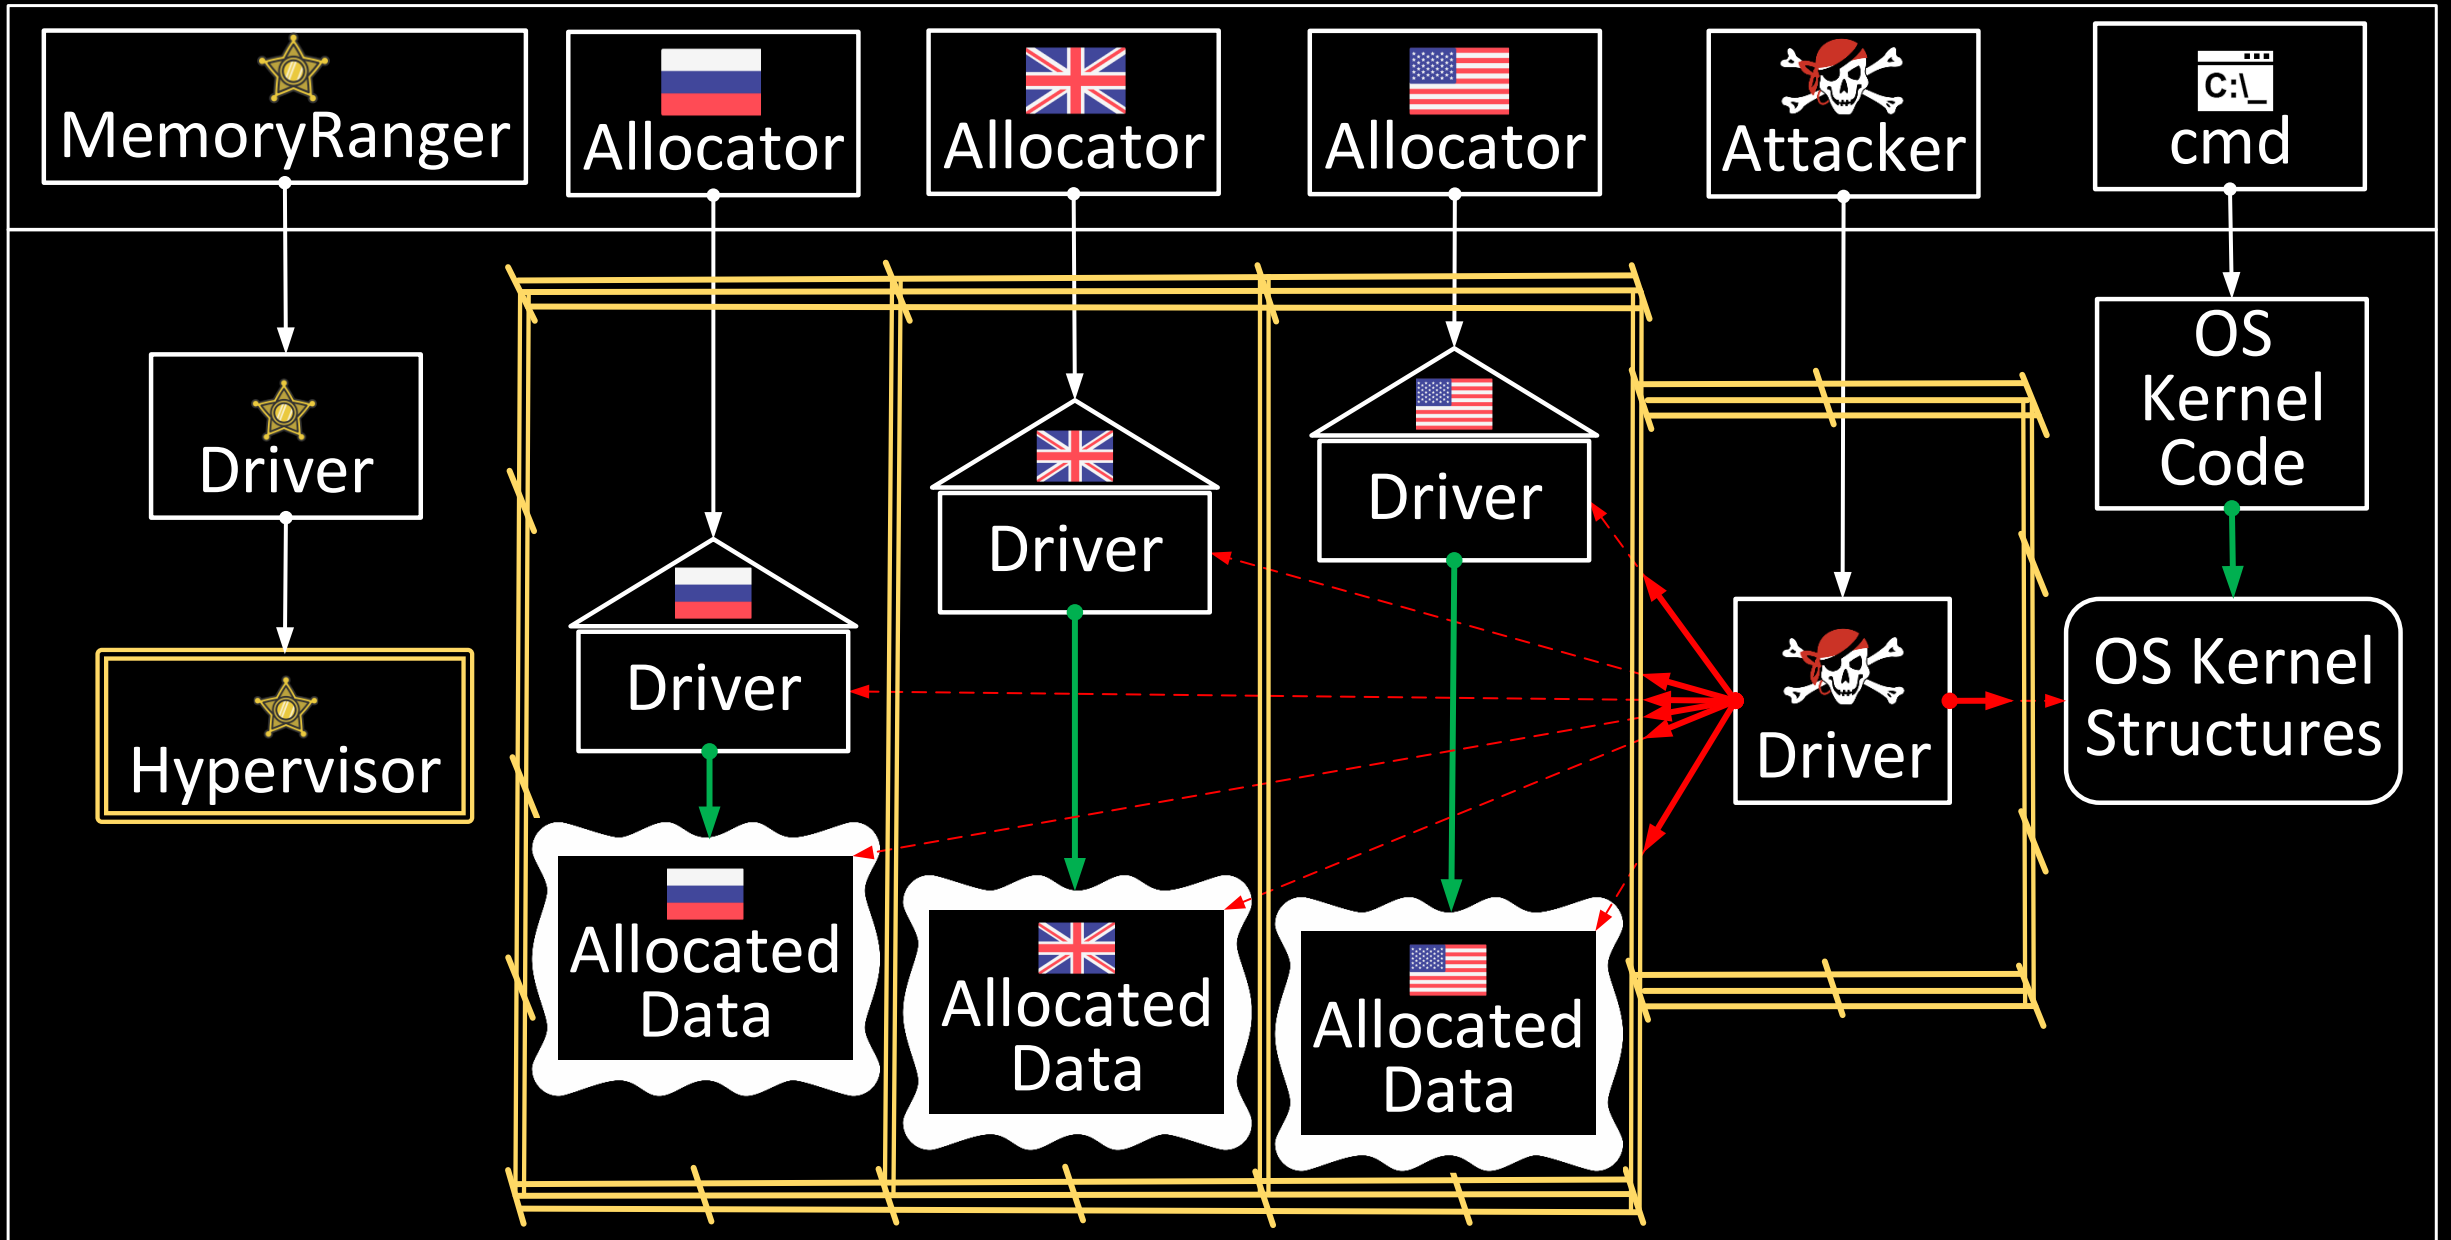 MemoryRanger
Allocator
Allocator
Allocator
Attacker
C:\_
cmd
Driver
Hypervisor
Driver
Allocated
Data
Driver
Allocated
Data
Driver
Allocated
Data
Driver
OS
Kernel
Code
OS Kernel
Structures